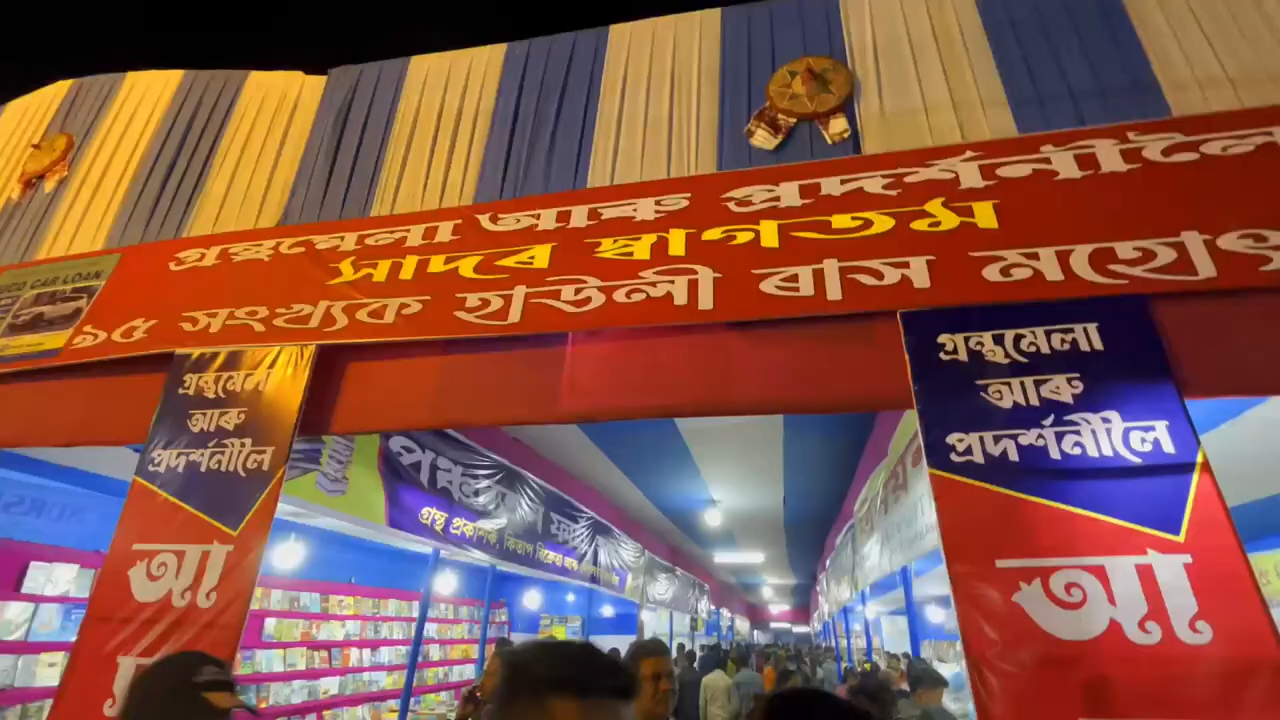 গ্ৰন্থমেলা আৰু প্ৰদৰ্শনীলৈ
সাদৰ স্বাগতম
৯৫ সংখ্যক হাউলী ৰাস
CAR LOAN
গ্ৰন্থমেলা
আৰু
প্ৰদৰ্শনীলৈ
আ
গ্ৰন্থমেলা
আৰু
প্ৰদৰ্শনীলৈ
আ
গ্ৰন্থ প্ৰকাশক, কিতাপ বিক্ৰেতা আৰু